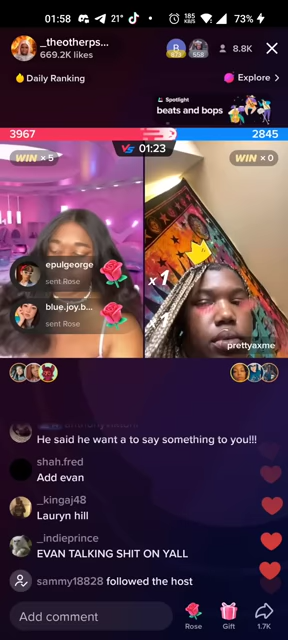 01:58
21°
185 KB/S
73%
_theotherps...
669.2K likes
B
973
558
8.8K
Daily Ranking
Explore >
Spotlight
beats and bops
3967
2845
VS 01:23
WIN × 5
WIN × 0
epulgeorge
sent Rose
x1
blue.joy.b...
sent Rose
prettyaxme
He said he want a to say something to you!!!
shah.fred
Add evan
_kingaj48
Lauryn hill
_indieprince
EVAN TALKING SHIT ON YALL
sammy18828 followed the host
Add comment
Rose
Gift
1.7K